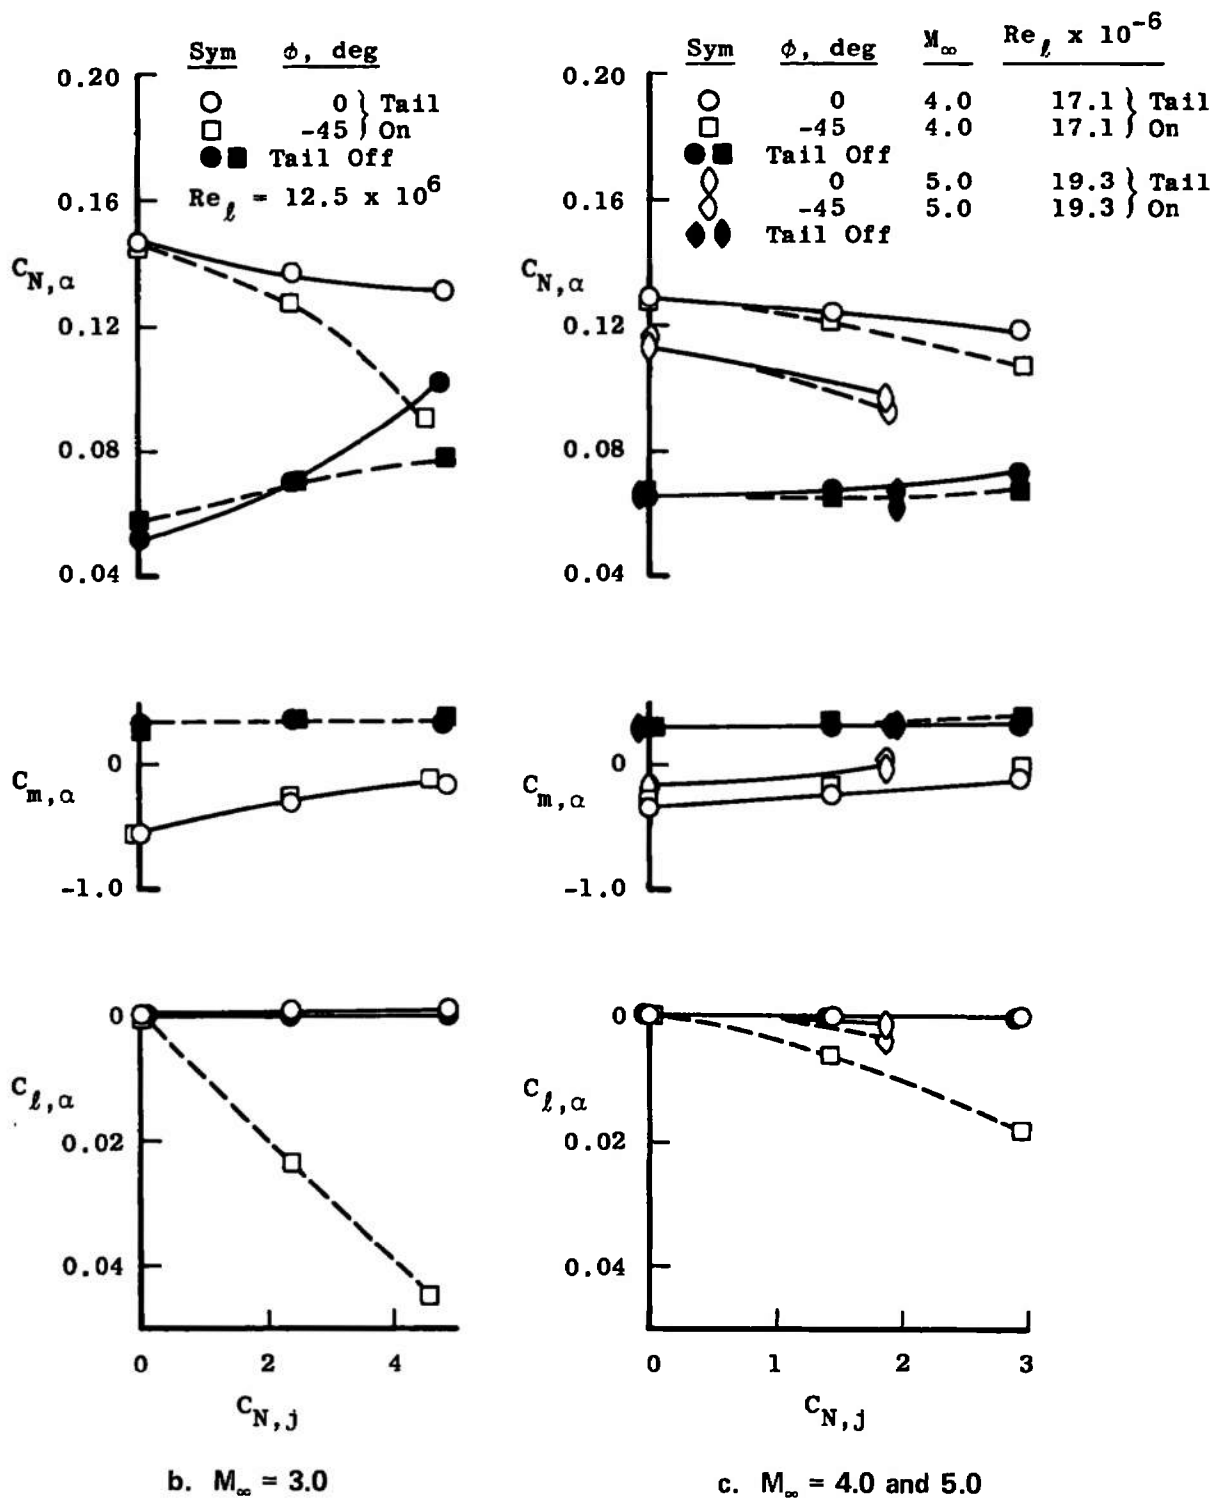 Sym ϕ, deg
0 } Tail
-45 } On
Tail Off
Re_ℓ = 12.5 x 10^6
0.20
0.16
C_N,α
0.12
0.08
0.04
0
C_m,α
-1.0
0
C_ℓ,α
0.02
0.04
0 2 4
C_N,j
b. M∞ = 3.0
Sym ϕ, deg M∞ Re_ℓ x 10^-6
0 4.0 17.1 } Tail
-45 4.0 17.1 } On
Tail Off
0 5.0 19.3 } Tail
-45 5.0 19.3 } On
Tail Off
0.20
0.16
C_N,α
0.12
0.08
0.04
0
C_m,α
-1.0
0
C_ℓ,α
0.02
0.04
0 1 2 3
C_N,j
c. M∞ = 4.0 and 5.0